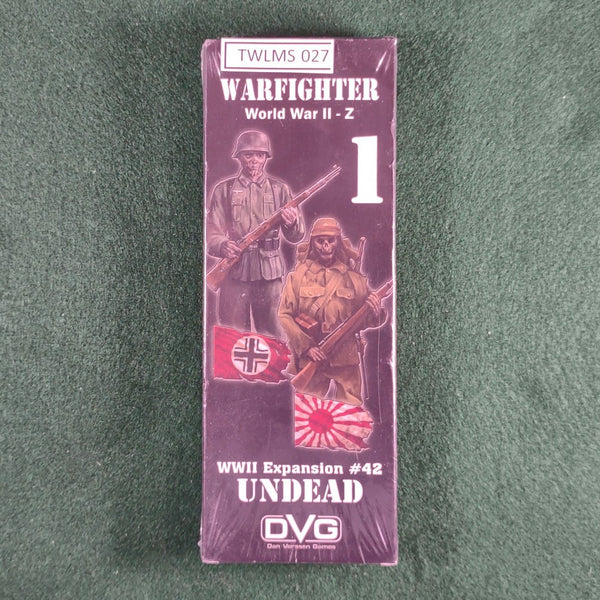 TWLMS 027
WARFIGHTER
World War II - Z
1
WWII Expansion #42
UNDEAD
DVG
Dan Verssen Games